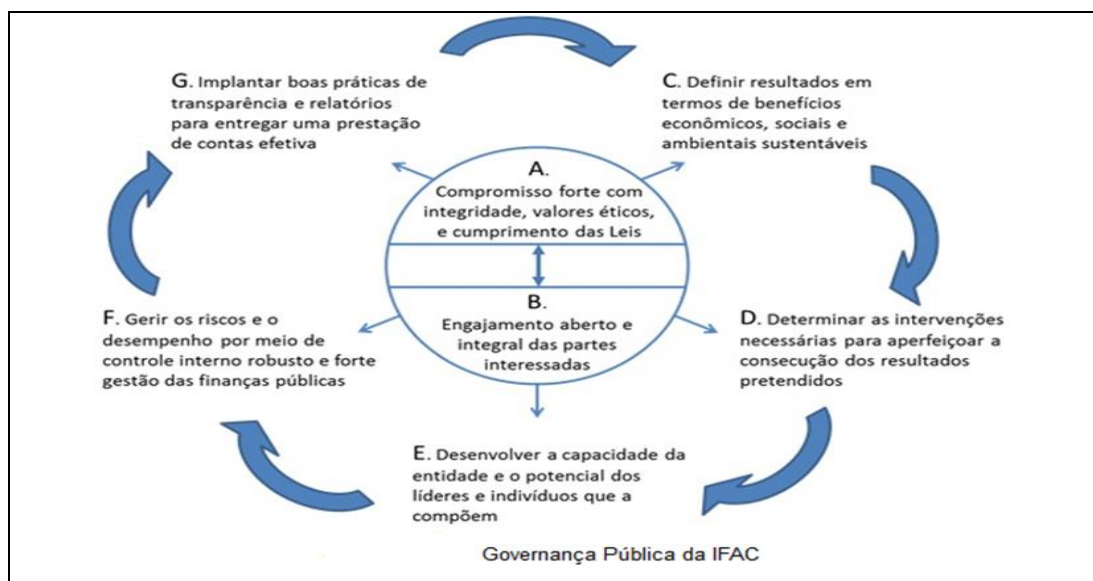 G. Implantar boas práticas de
transparência e relatórios
para entregar uma prestação
de contas efetiva
C. Definir resultados em
termos de benefícios
econômicos, sociais e
ambientais sustentáveis
A.
Compromisso forte com
integridade, valores éticos,
e cumprimento das Leis
B.
Engajamento aberto e
integral das partes
interessadas
F. Gerir os riscos e o
desempenho por meio de
controle interno robusto e forte
gestão das finanças públicas
D. Determinar as intervenções
necessárias para aperfeiçoar a
consecução dos resultados
pretendidos
E. Desenvolver a capacidade da
entidade e o potencial dos
líderes e indivíduos que a
compõem
Governança Pública da IFAC